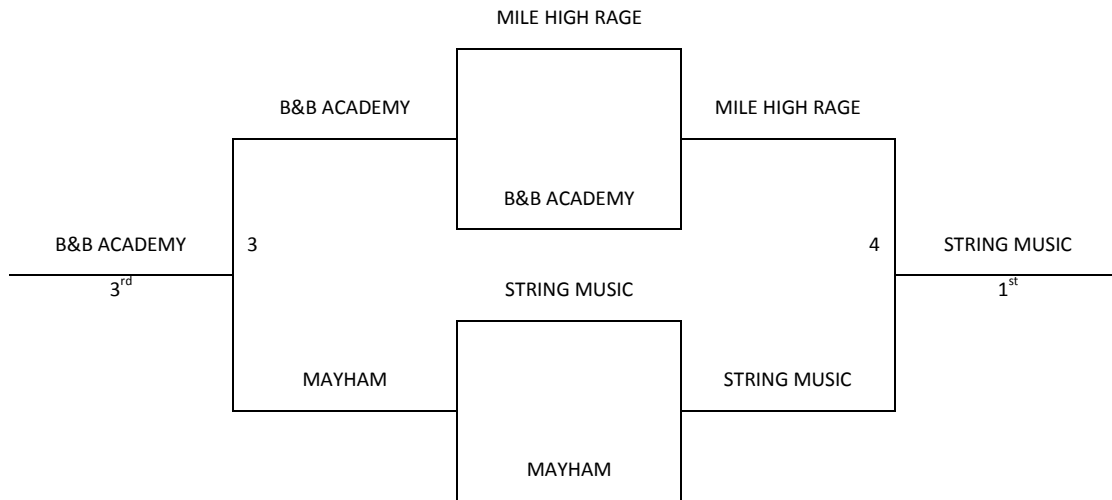 MILE HIGH RAGE
B&B ACADEMY
MILE HIGH RAGE
B&B ACADEMY
B&B ACADEMY
3
4
STRING MUSIC
3rd
STRING MUSIC
1st
MAYHAM
STRING MUSIC
MAYHAM